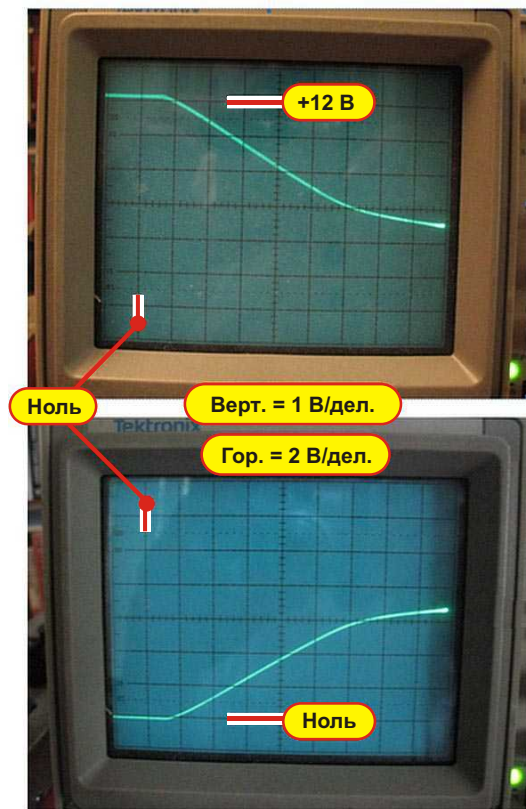 +12 В
Ноль
Верт. = 1 В/дел.
Tektronix
Гор. = 2 В/дел.
Ноль